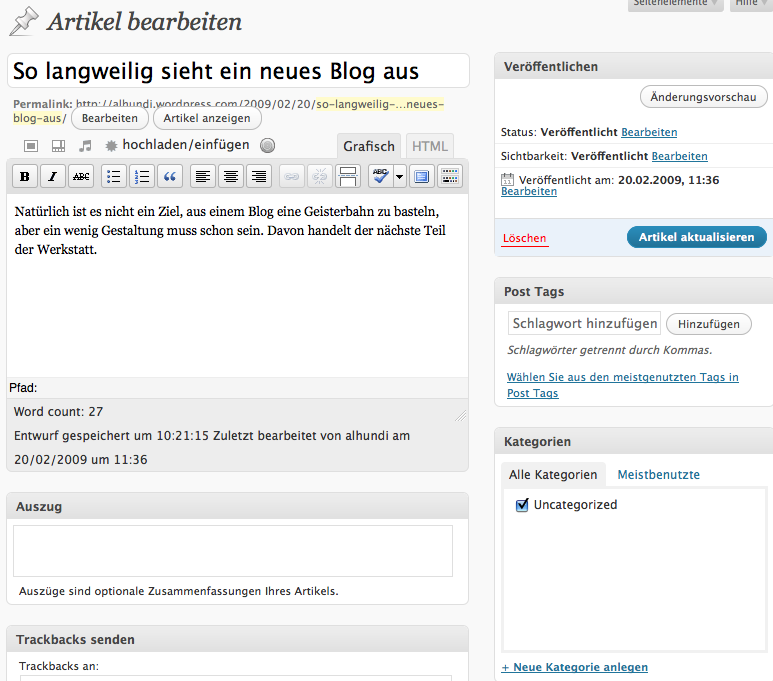 Seitenelemente
Hilfe
Artikel bearbeiten
So langweilig sieht ein neues Blog aus
Permalink: http://alhundi.wordpress.com/2009/02/20/so-langweilig-...neues-
blog-aus/ Bearbeiten Artikel anzeigen
hochladen/einfügen
Grafisch HTML
B I ABC ABC
Natürlich ist es nicht ein Ziel, aus einem Blog eine Geisterbahn zu basteln,
aber ein wenig Gestaltung muss schon sein. Davon handelt der nächste Teil
der Werkstatt.
Pfad:
Word count: 27
Entwurf gespeichert um 10:21:15 Zuletzt bearbeitet von alhundi am
20/02/2009 um 11:36
Auszug
Auszüge sind optionale Zusammenfassungen Ihres Artikels.
Trackbacks senden
Trackbacks an:
Veröffentlichen
Änderungsvorschau
Status: Veröffentlicht Bearbeiten
Sichtbarkeit: Veröffentlicht Bearbeiten
Veröffentlicht am: 20.02.2009, 11:36
Bearbeiten
Löschen
Artikel aktualisieren
Post Tags
Schlagwort hinzufügen Hinzufügen
Schlagwörter getrennt durch Kommas.
Wählen Sie aus den meistgenutzten Tags in
Post Tags
Kategorien
Alle Kategorien Meistbenutzte
Uncategorized
+ Neue Kategorie anlegen